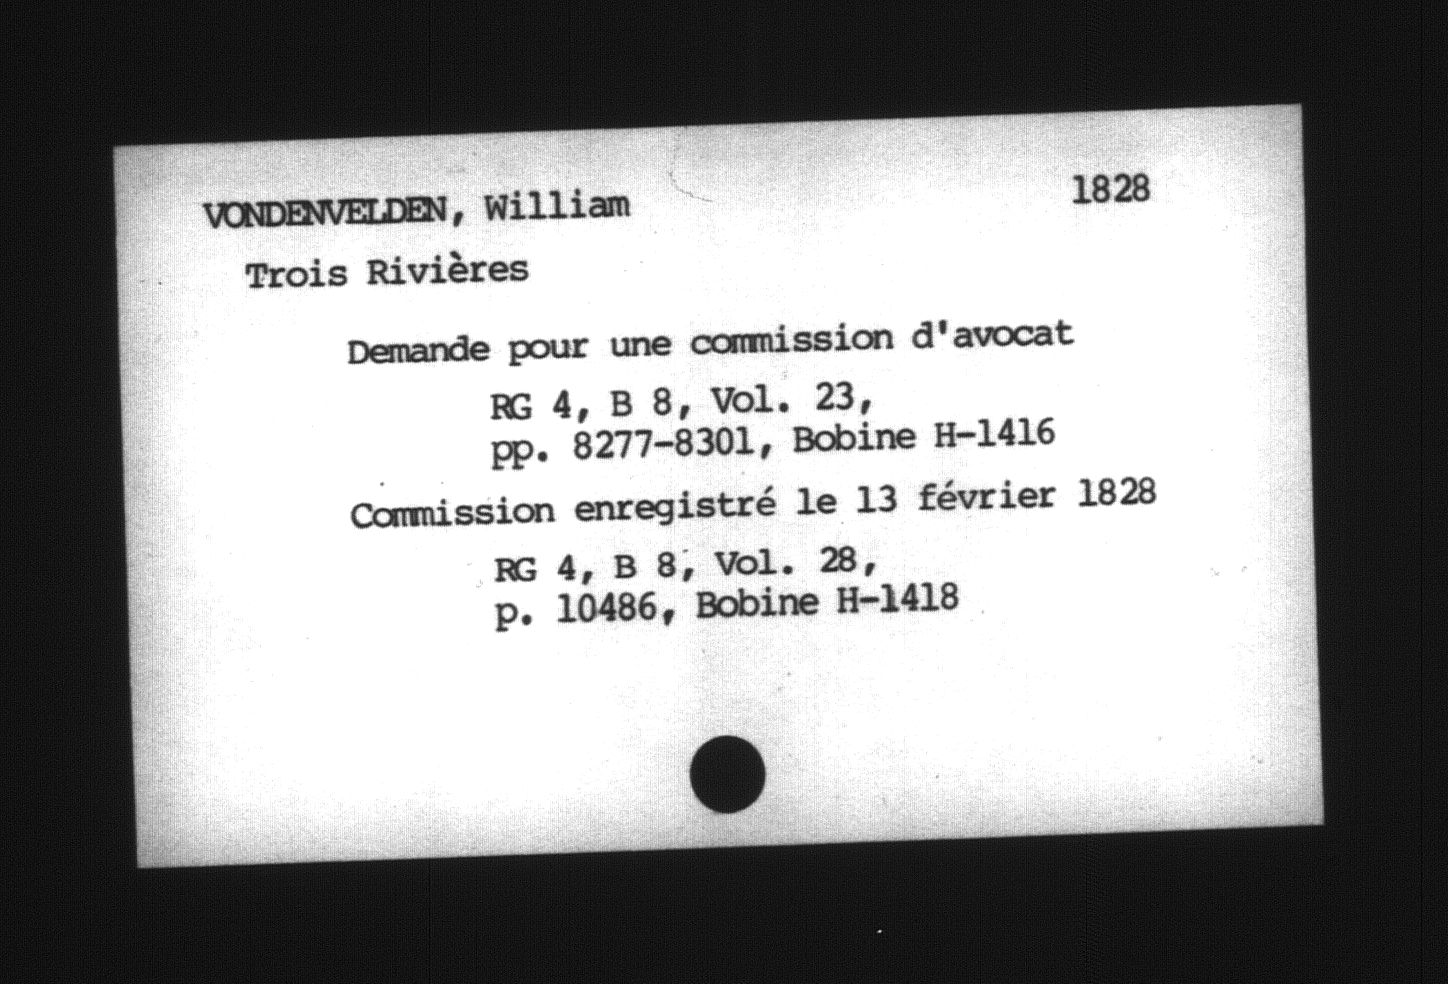 VONDENVELDEN, William 1828
Trois Rivières
Demande pour une commission d'avocat
RG 4, B 8, Vol. 23,
pp. 8277-8301, Bobine H-1416
Commission enregistré le 13 février 1828
RG 4, B 8, Vol. 28,
p. 10486, Bobine H-1418